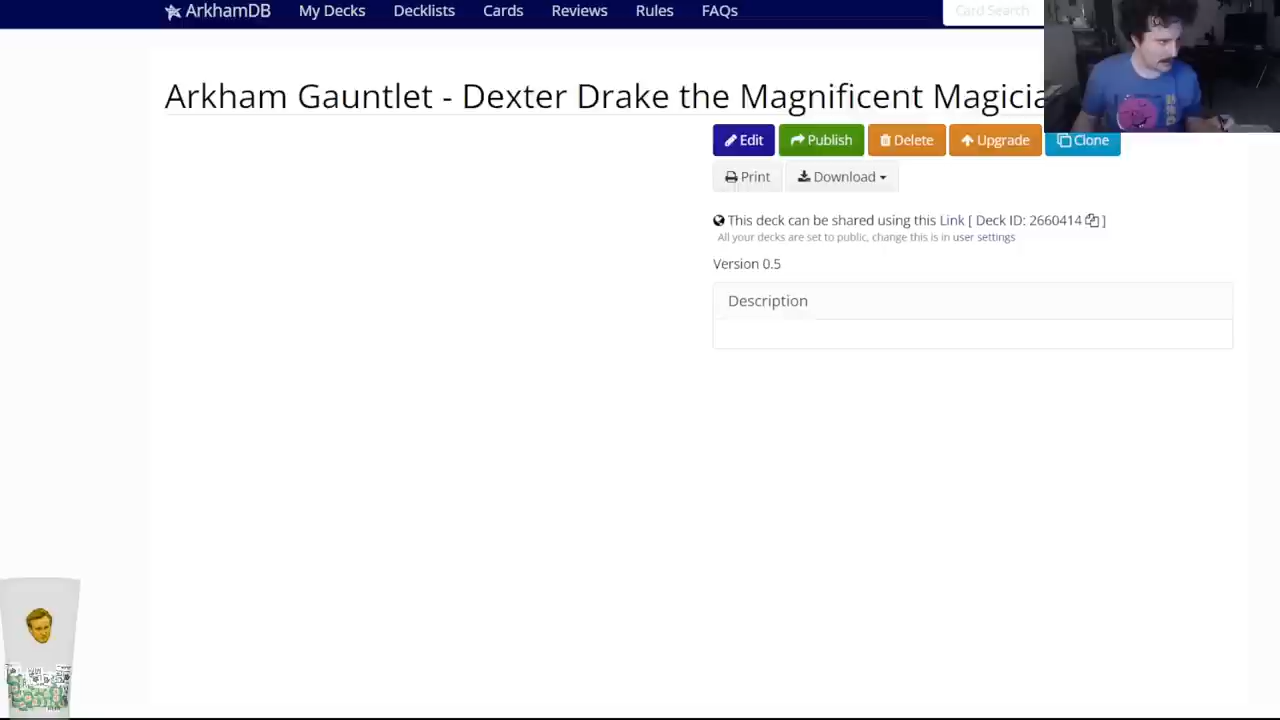 ArkhamDB My Decks Decklists Cards Reviews Rules FAQs Card Search
Arkham Gauntlet - Dexter Drake the Magnificent Magicia
Edit Publish Delete Upgrade Clone
Print Download
This deck can be shared using this Link [ Deck ID: 2660414 ]
All your decks are set to public, change this is in user settings
Version 0.5
Description